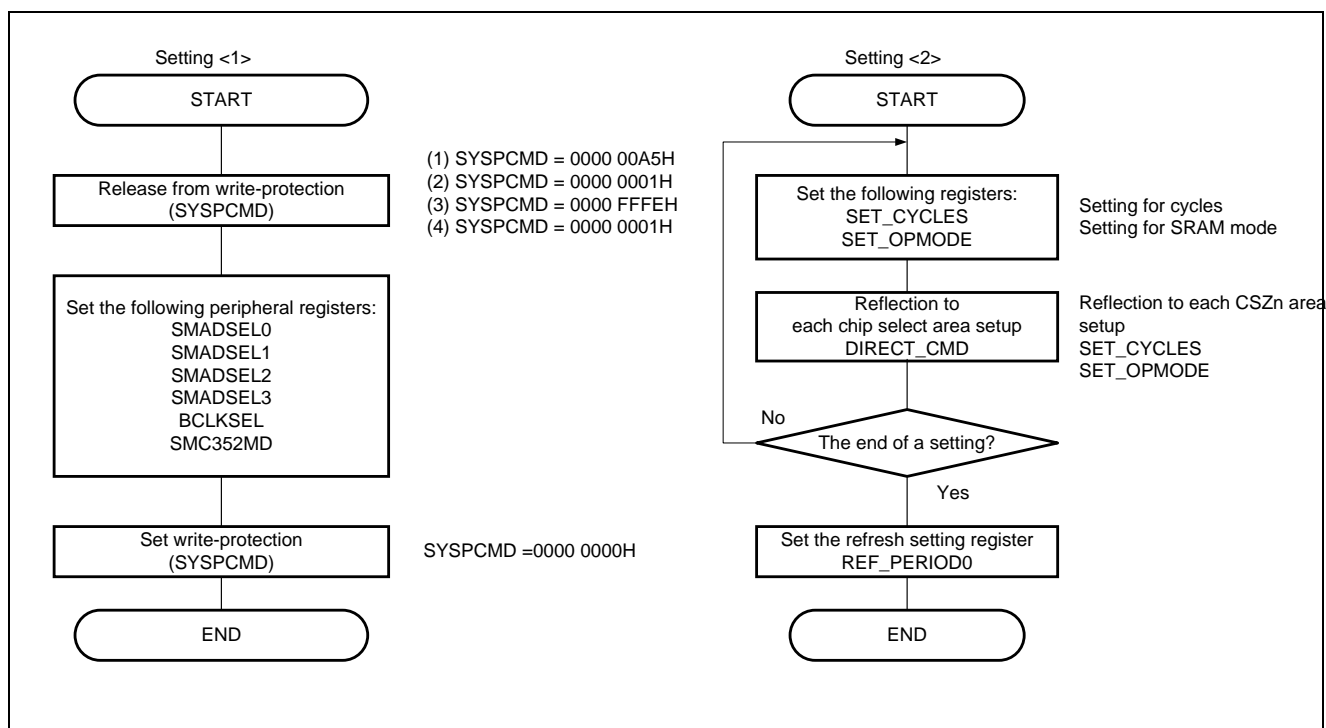 Setting <1>
START
Release from write-protection
(SYSPCMD)
(1) SYSPCMD = 0000 00A5H
(2) SYSPCMD = 0000 0001H
(3) SYSPCMD = 0000 FFFEH
(4) SYSPCMD = 0000 0001H
Set the following peripheral registers:
SMADSEL0
SMADSEL1
SMADSEL2
SMADSEL3
BCLKSEL
SMC352MD
Set write-protection
(SYSPCMD)
SYSPCMD =0000 0000H
END
Setting <2>
START
Set the following registers:
SET_CYCLES
SET_OPMODE
Setting for cycles
Setting for SRAM mode
Reflection to
each chip select area setup
DIRECT_CMD
Reflection to each CSZn area
setup
SET_CYCLES
SET_OPMODE
No
The end of a setting?
Yes
Set the refresh setting register
REF_PERIOD0
END